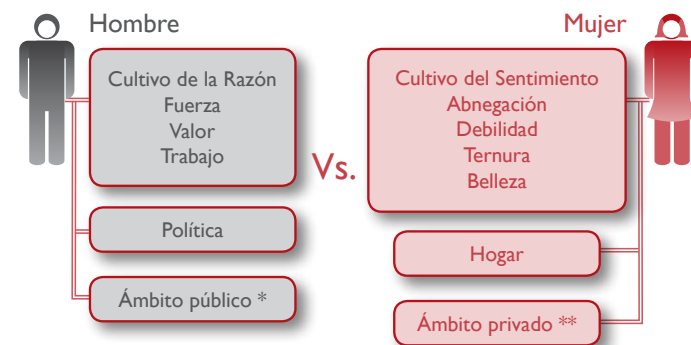 Hombre
Cultivo de la Razón
Fuerza
Valor
Trabajo
Política
Ámbito público *
Vs.
Mujer
Cultivo del Sentimiento
Abnegación
Debilidad
Ternura
Belleza
Hogar
Ámbito privado **